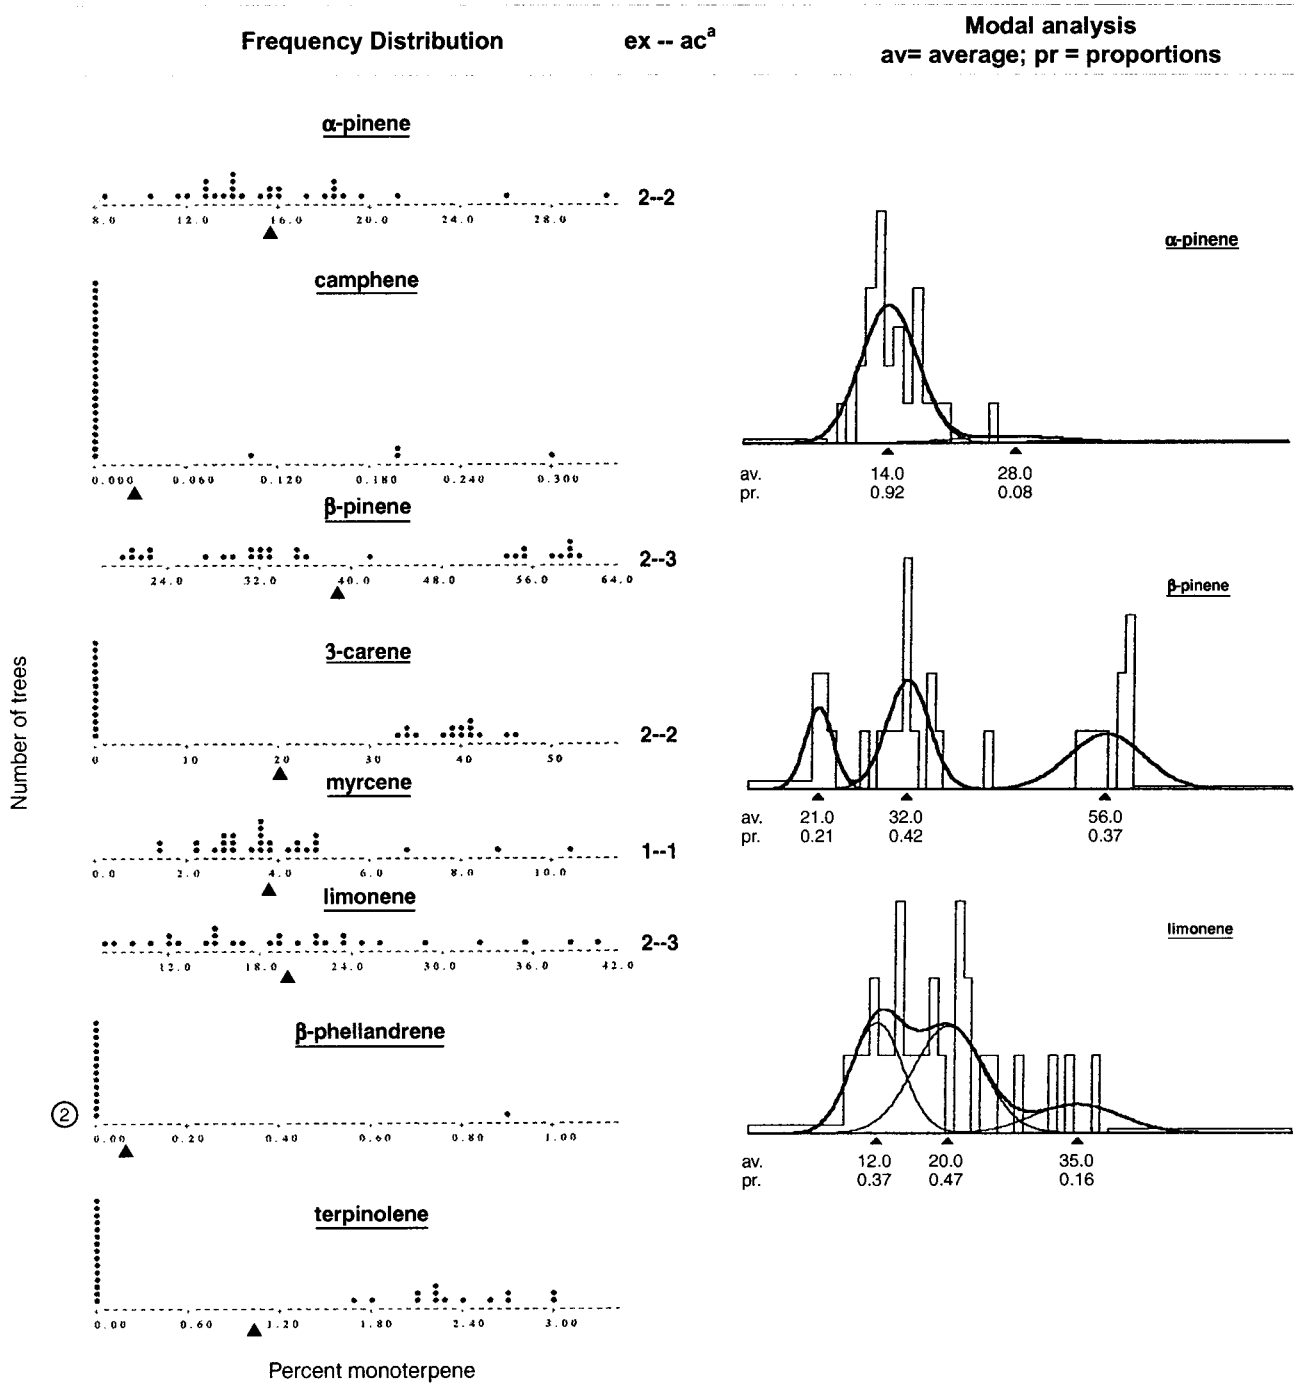 Frequency Distribution
ex -- acᵃ
Modal analysis
av= average; pr = proportions
α-pinene
2--2
8.0 12.0 16.0 20.0 24.0 28.0
camphene
0.000 0.060 0.120 0.180 0.240 0.300
β-pinene
2--3
24.0 32.0 40.0 48.0 56.0 64.0
3-carene
2--2
0 10 20 30 40 50
myrcene
1--1
0.0 2.0 4.0 6.0 8.0 10.0
limonene
2--3
12.0 18.0 24.0 30.0 36.0 42.0
β-phellandrene
2
0.00 0.20 0.40 0.60 0.80 1.00
terpinolene
0.00 0.60 1.20 1.80 2.40 3.00
Percent monoterpene
Number of trees
α-pinene
av. 14.0 28.0
pr. 0.92 0.08
β-pinene
av. 21.0 32.0 56.0
pr. 0.21 0.42 0.37
limonene
av. 12.0 20.0 35.0
pr. 0.37 0.47 0.16